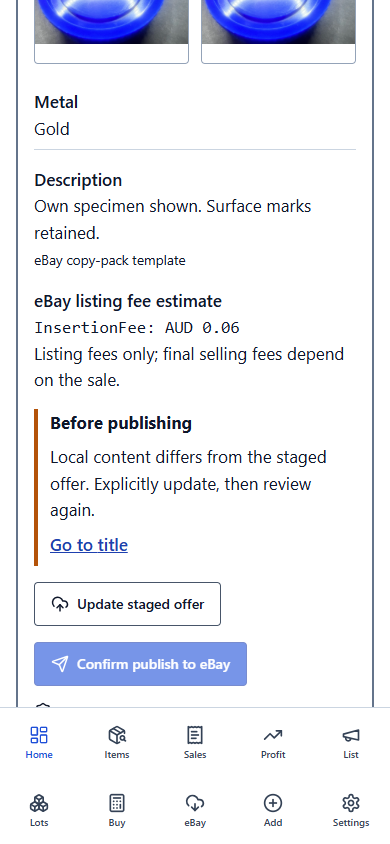 Metal
Gold
Description
Own specimen shown. Surface marks
retained.
eBay copy-pack template
eBay listing fee estimate
InsertionFee: AUD 0.06
Listing fees only; final selling fees depend
on the sale.
Before publishing
Local content differs from the staged
offer. Explicitly update, then review
again.
Go to title
Update staged offer
Confirm publish to eBay
Home
Items
Sales
Profit
List
Lots
Buy
eBay
Add
Settings